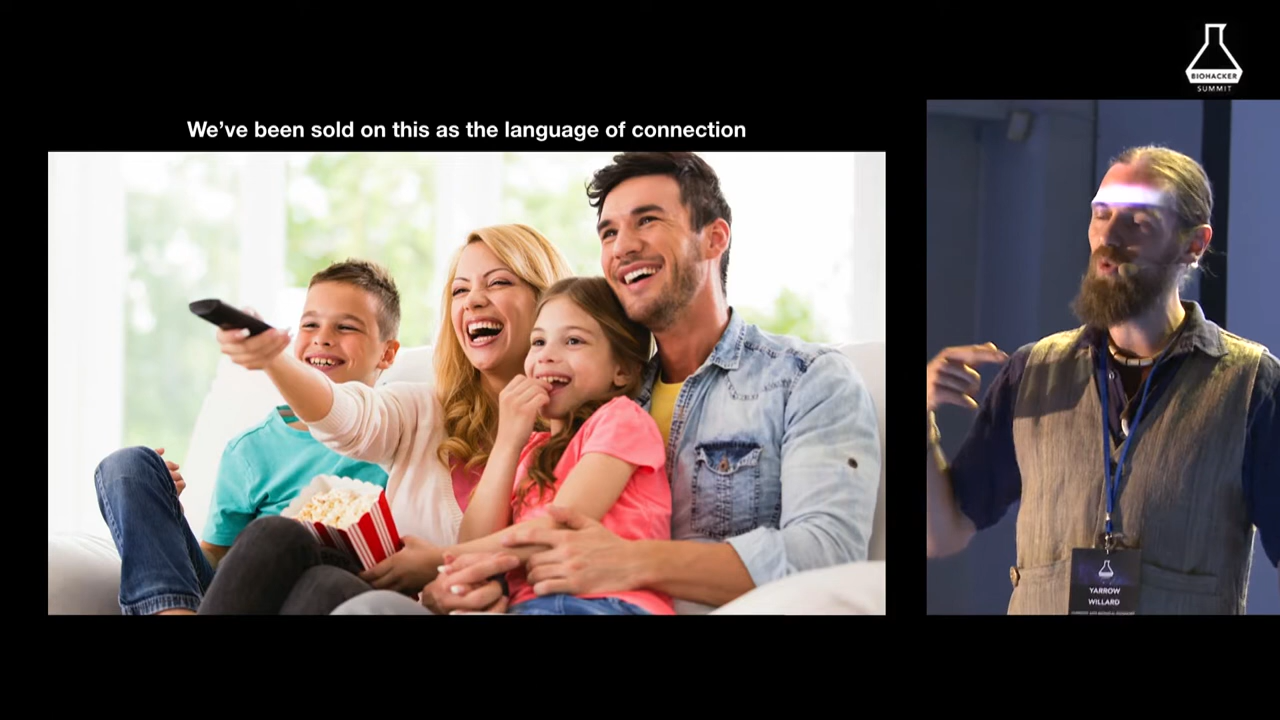 We've been sold on this as the language of connection
BIOHACKER
SUMMIT
YARROW
WILLARD